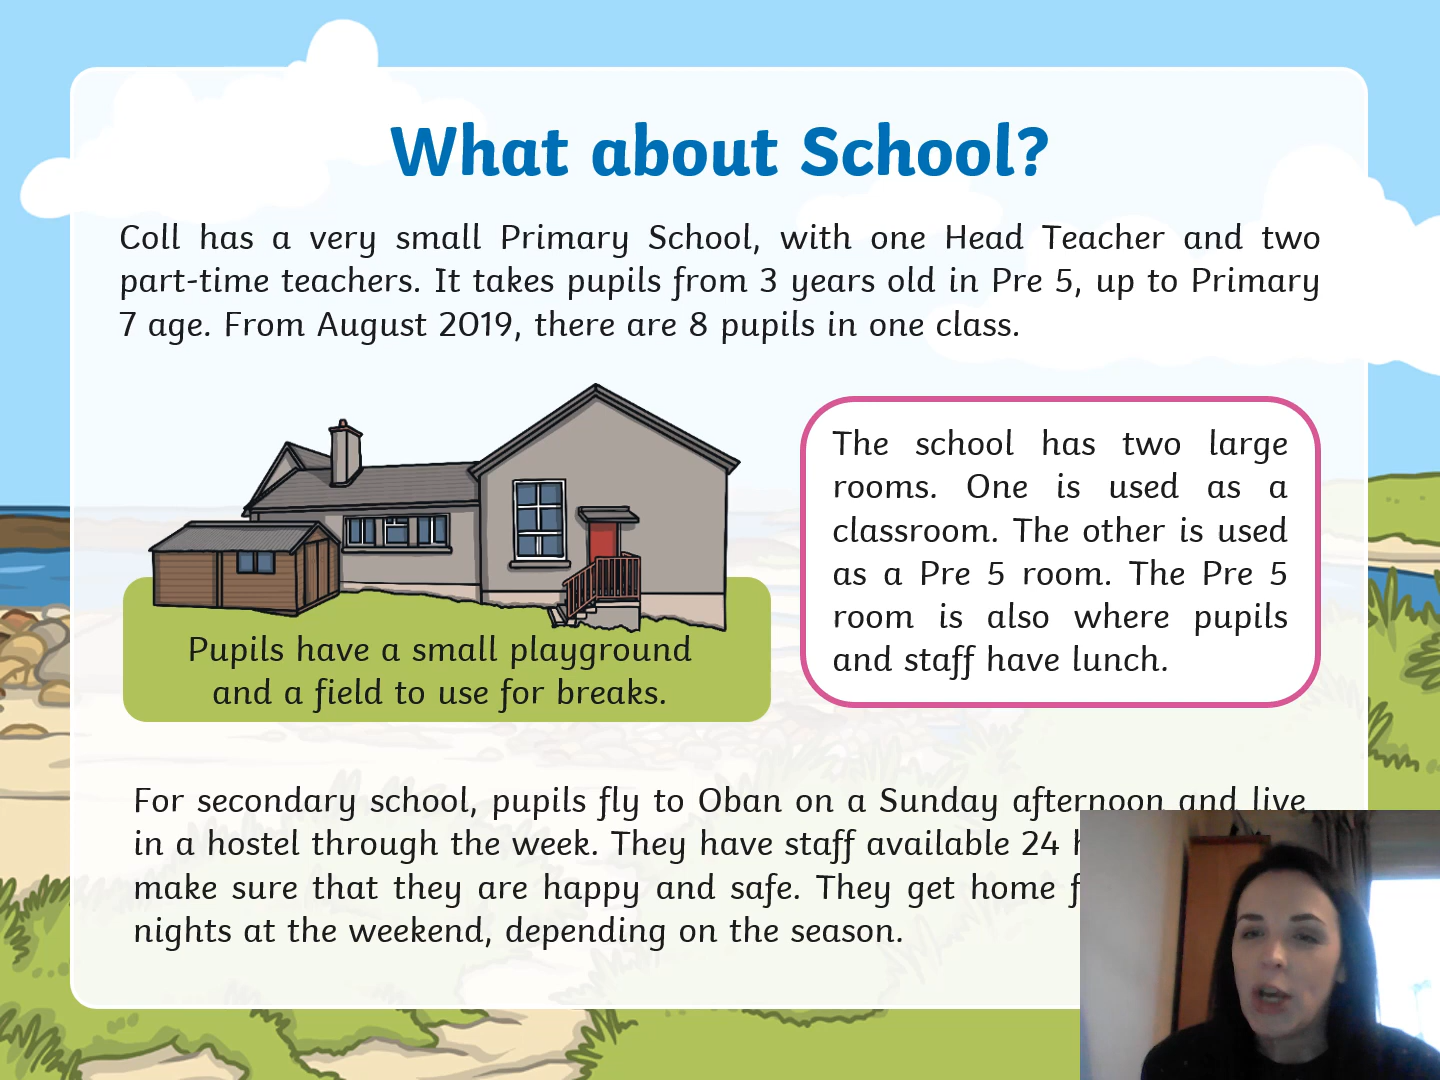 What about School?
Coll has a very small Primary School, with one Head Teacher and two
part-time teachers. It takes pupils from 3 years old in Pre 5, up to Primary
7 age. From August 2019, there are 8 pupils in one class.
The school has two large
rooms. One is used as a
classroom. The other is used
as a Pre 5 room. The Pre 5
room is also where pupils
and staff have lunch.
Pupils have a small playground
and a field to use for breaks.
For secondary school, pupils fly to Oban on a Sunday afternoon and live
in a hostel through the week. They have staff available 24
make sure that they are happy and safe. They get home
nights at the weekend, depending on the season.